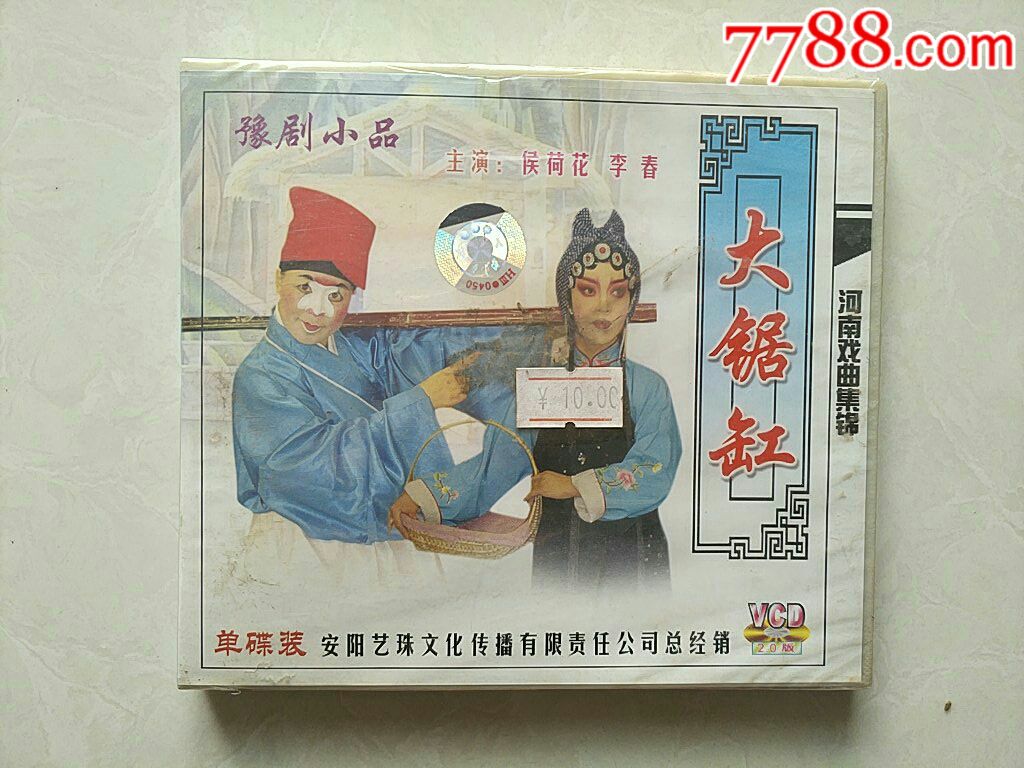 7788.com
豫剧小品
主演：侯荷花 李春
HⅢ●0450
大锯缸
河南戏曲集锦
¥ 10.00
VCD
2.0版
单碟装 安阳艺珠文化传播有限责任公司总经销